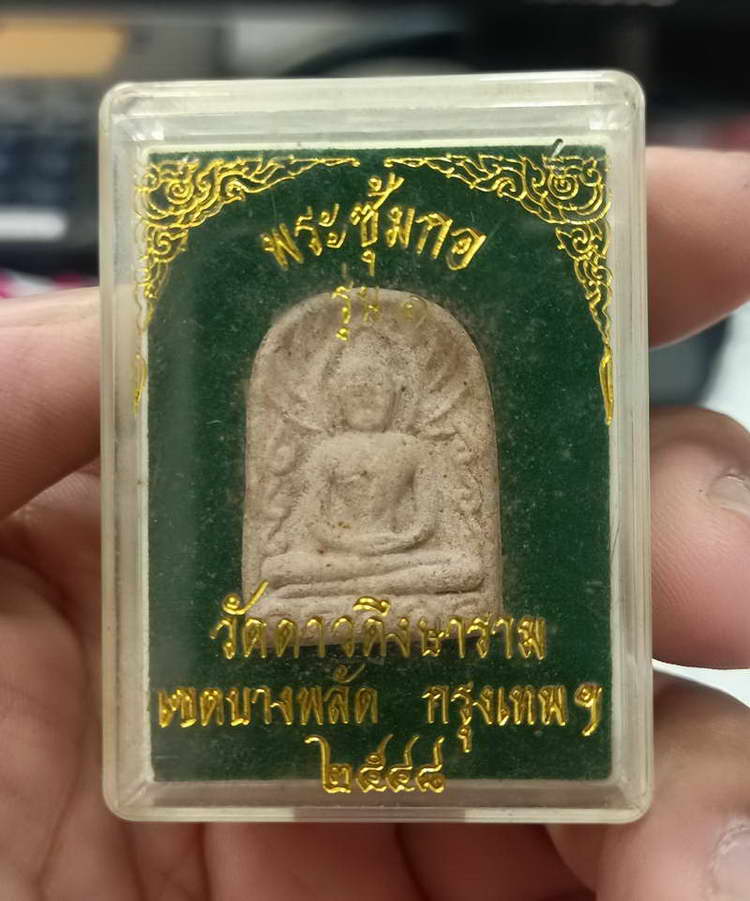 พระซุ้มกอ
รุ่น ๑
วัดดาวดึงษาราม
เขตบางพลัด กรุงเทพฯ
๒๕๔๘